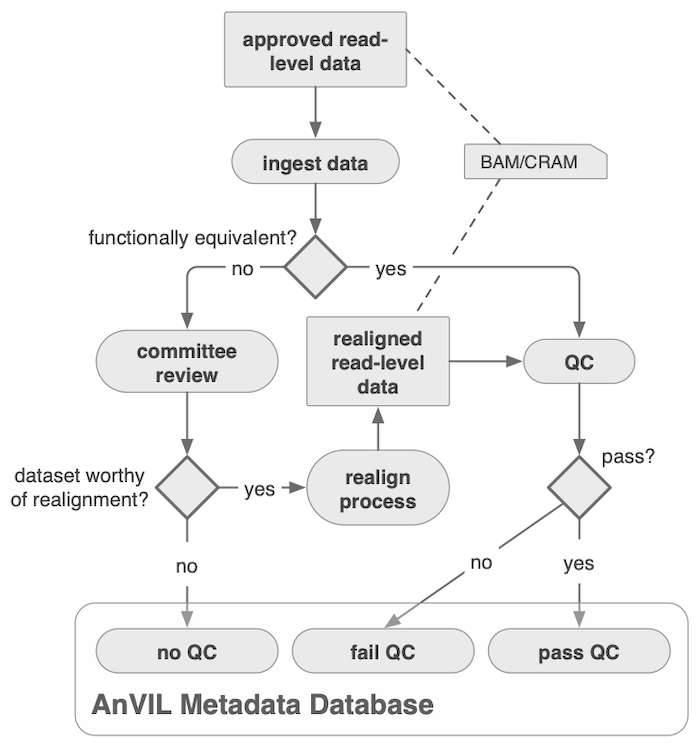 approved read-
level data
ingest data
BAM/CRAM
functionally equivalent?
no
yes
committee
review
realigned
read-level
data
QC
dataset worthy
of realignment?
yes
realign
process
pass?
no
no
yes
no QC
fail QC
pass QC
AnVIL Metadata Database